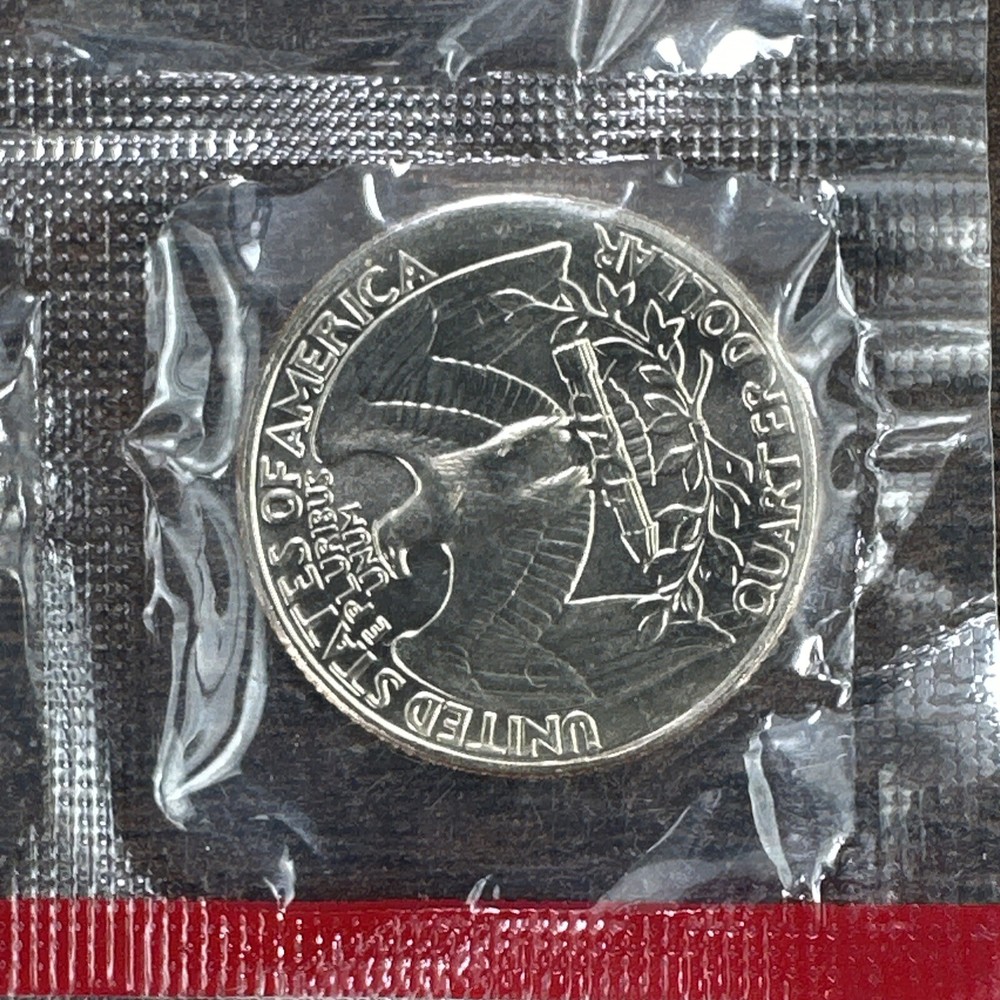 UNITED STATES OF AMERICA
E PLURIBUS
UNUM
QUARTER DOLLAR